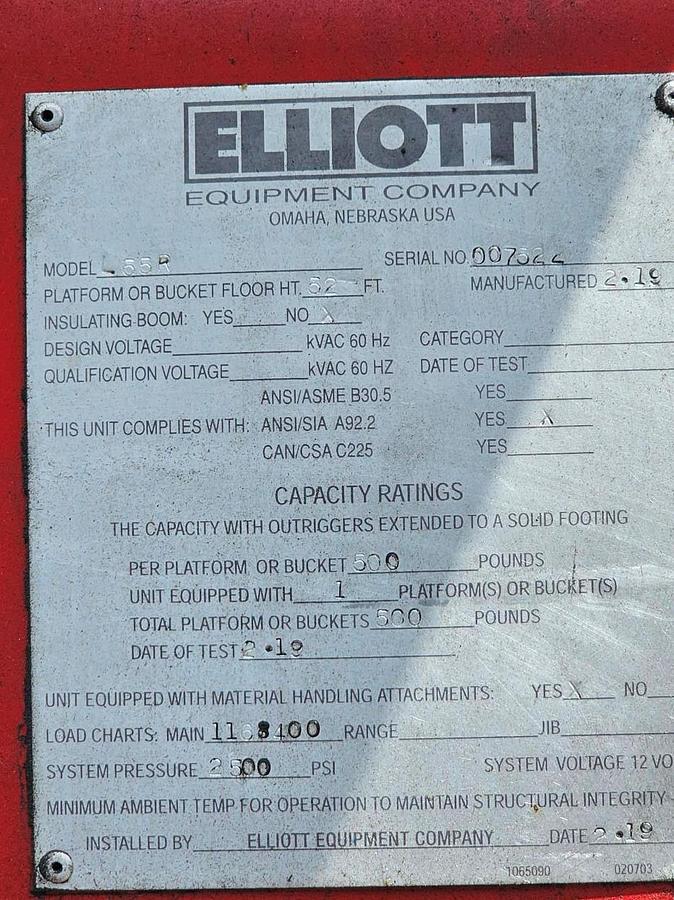 ELLIOTT
EQUIPMENT COMPANY
OMAHA, NEBRASKA USA
MODEL SERIAL NO.
PLATFORM OR BUCKET FLOOR HT. 52 FT. MANUFACTURED 2•19
INSULATING BOOM: YES NO X
DESIGN VOLTAGE kVAC 60 Hz CATEGORY
QUALIFICATION VOLTAGE kVAC 60 HZ DATE OF TEST
ANSI/ASME B30.5 YES
THIS UNIT COMPLIES WITH: ANSI/SIA A92.2 YES X
CAN/CSA C225 YES
CAPACITY RATINGS
THE CAPACITY WITH OUTRIGGERS EXTENDED TO A SOLID FOOTING
PER PLATFORM OR BUCKET 500 POUNDS
UNIT EQUIPPED WITH 1 PLATFORM(S) OR BUCKET(S)
TOTAL PLATFORM OR BUCKETS 500 POUNDS
DATE OF TEST 2•19
UNIT EQUIPPED WITH MATERIAL HANDLING ATTACHMENTS: YES X NO
LOAD CHARTS: MAIN RANGE JIB
SYSTEM PRESSURE 2500 PSI SYSTEM VOLTAGE 12 VO
MINIMUM AMBIENT TEMP FOR OPERATION TO MAINTAIN STRUCTURAL INTEGRITY
INSTALLED BY ELLIOTT EQUIPMENT COMPANY DATE 2•19
1065090 020703